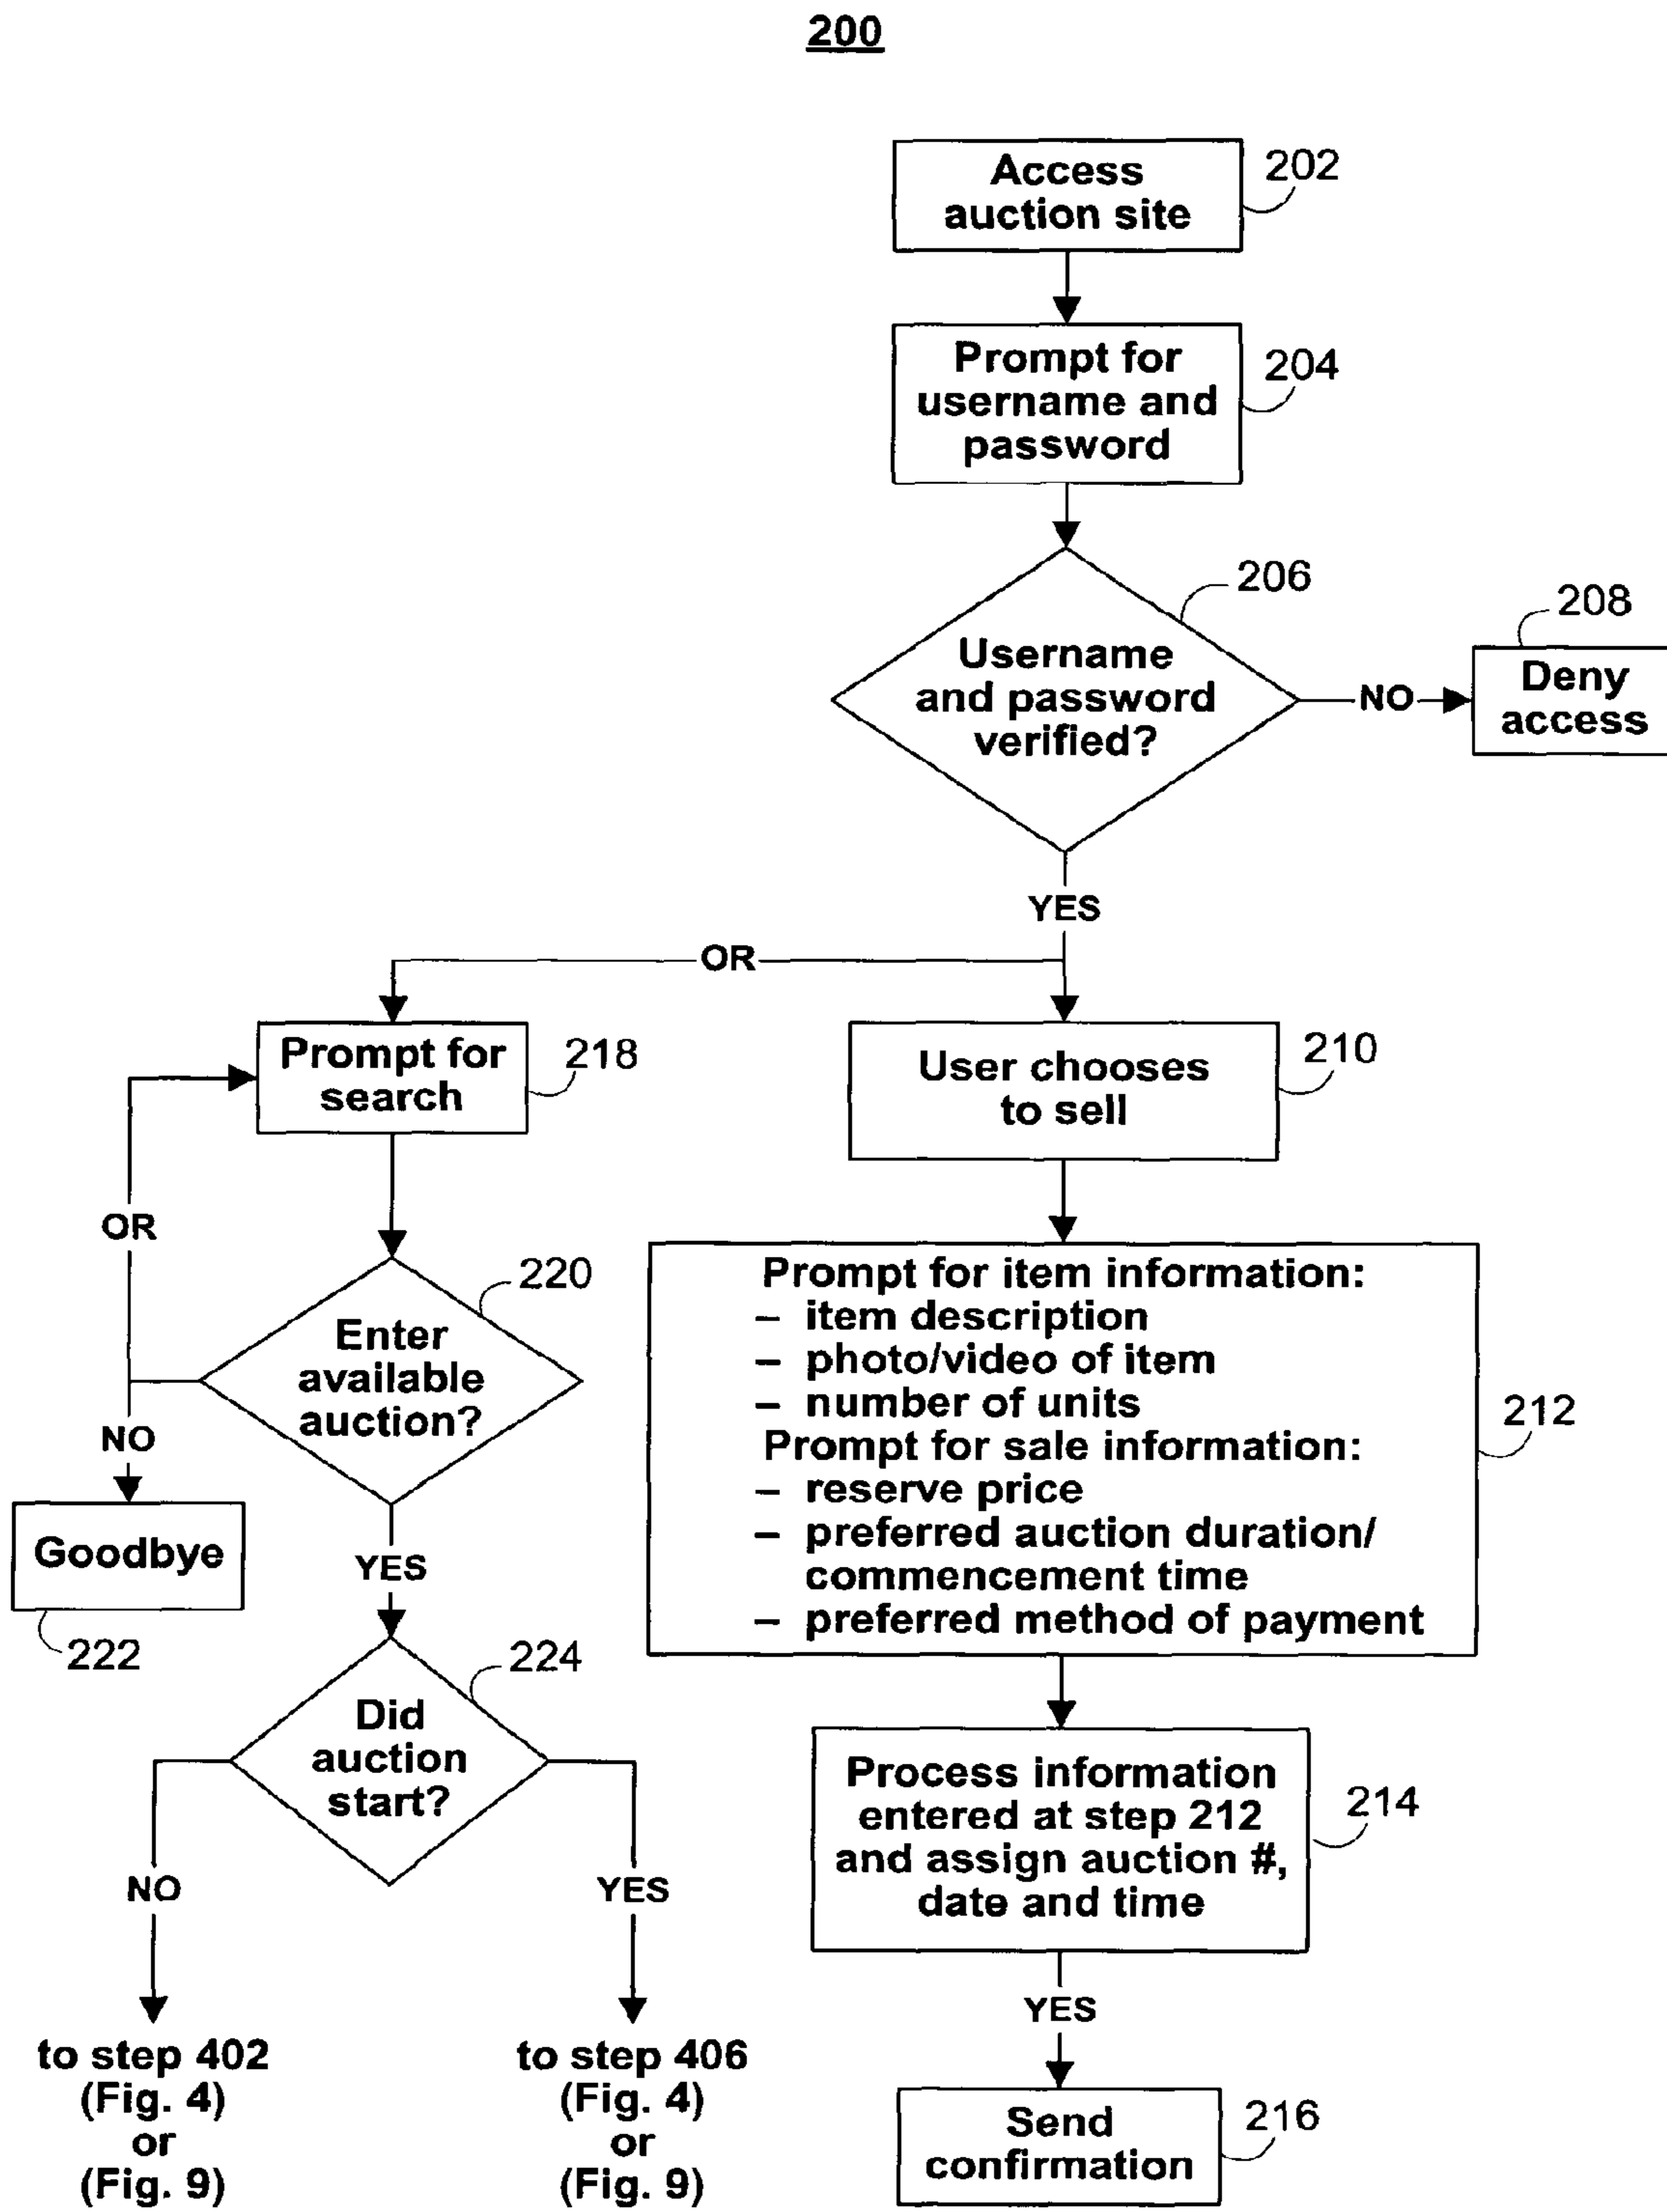 200
Access
auction site
202
Prompt for
username and
password
204
206
Username
and password
verified?
NO
208
Deny
access
YES
OR
Prompt for
search
218
User chooses
to sell
210
OR
220
Enter
available
auction?
NO
Goodbye
222
YES
Prompt for item information:
– item description
– photo/video of item
– number of units
Prompt for sale information:
– reserve price
– preferred auction duration/
commencement time
– preferred method of payment
212
224
Did
auction
start?
NO
YES
to step 402
(Fig. 4)
or
(Fig. 9)
to step 406
(Fig. 4)
or
(Fig. 9)
Process information
entered at step 212
and assign auction #,
date and time
214
YES
Send
confirmation
216